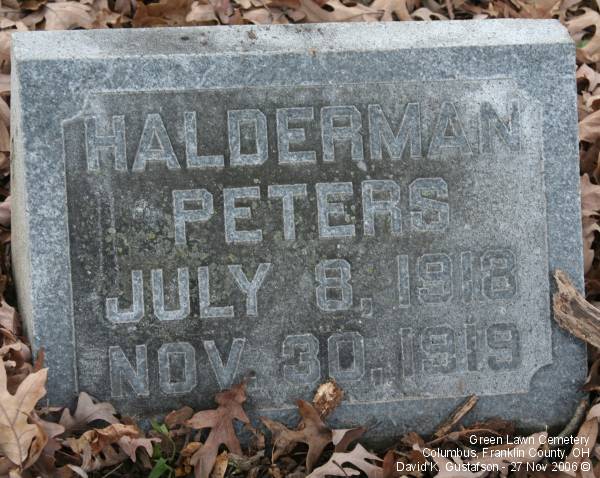 HALDERMAN
PETERS
JULY 8, 1918
NOV. 30, 1919
Green Lawn Cemetery
Columbus, Franklin County, OH
David K. Gustafson - 27 Nov 2006 ©